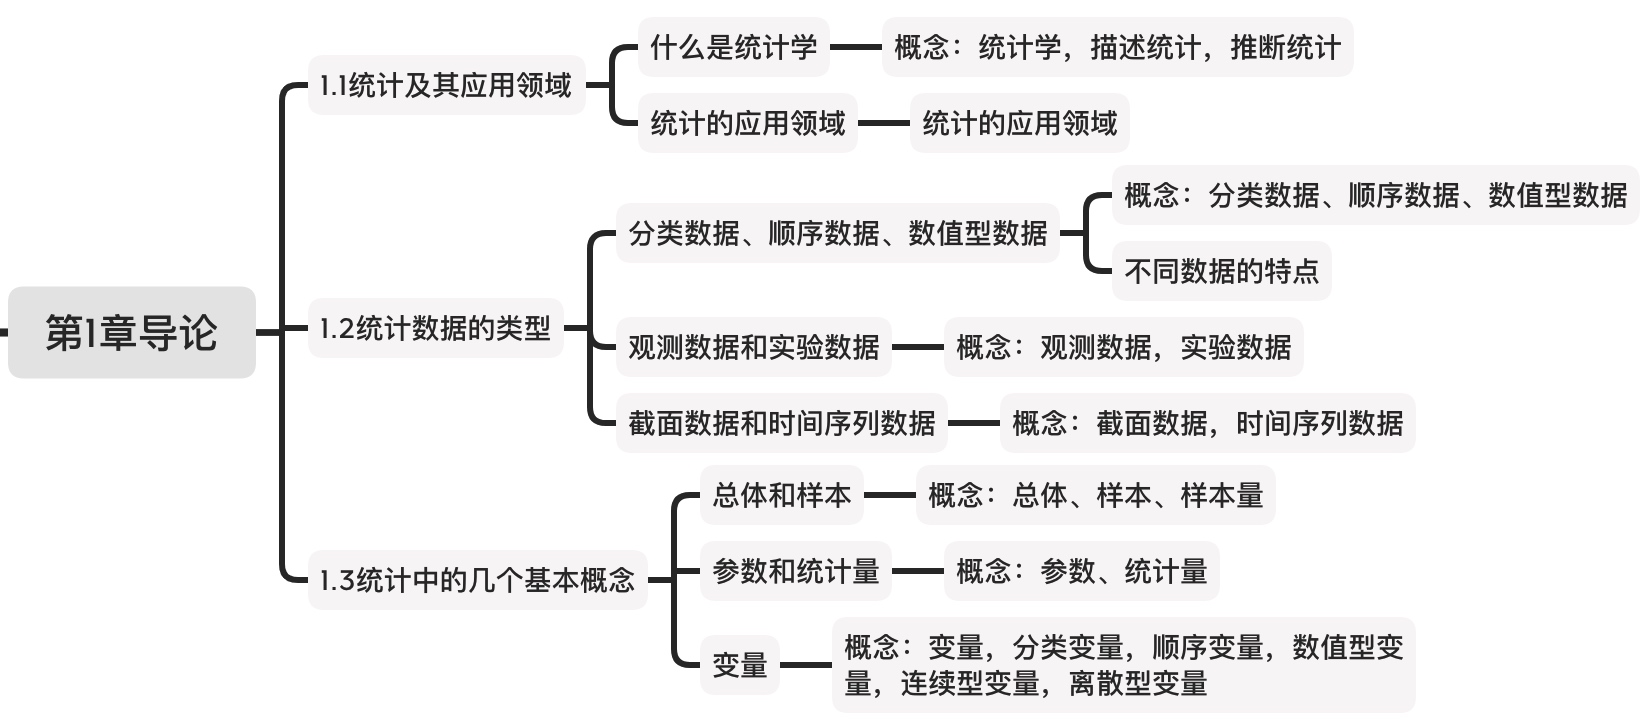 第1章导论
1.1统计及其应用领域
什么是统计学
概念：统计学，描述统计，推断统计
统计的应用领域
统计的应用领域
1.2统计数据的类型
分类数据、顺序数据、数值型数据
概念：分类数据、顺序数据、数值型数据
不同数据的特点
观测数据和实验数据
概念：观测数据，实验数据
截面数据和时间序列数据
概念：截面数据，时间序列数据
1.3统计中的几个基本概念
总体和样本
概念：总体、样本、样本量
参数和统计量
概念：参数、统计量
变量
概念：变量，分类变量，顺序变量，数值型变
量，连续型变量，离散型变量